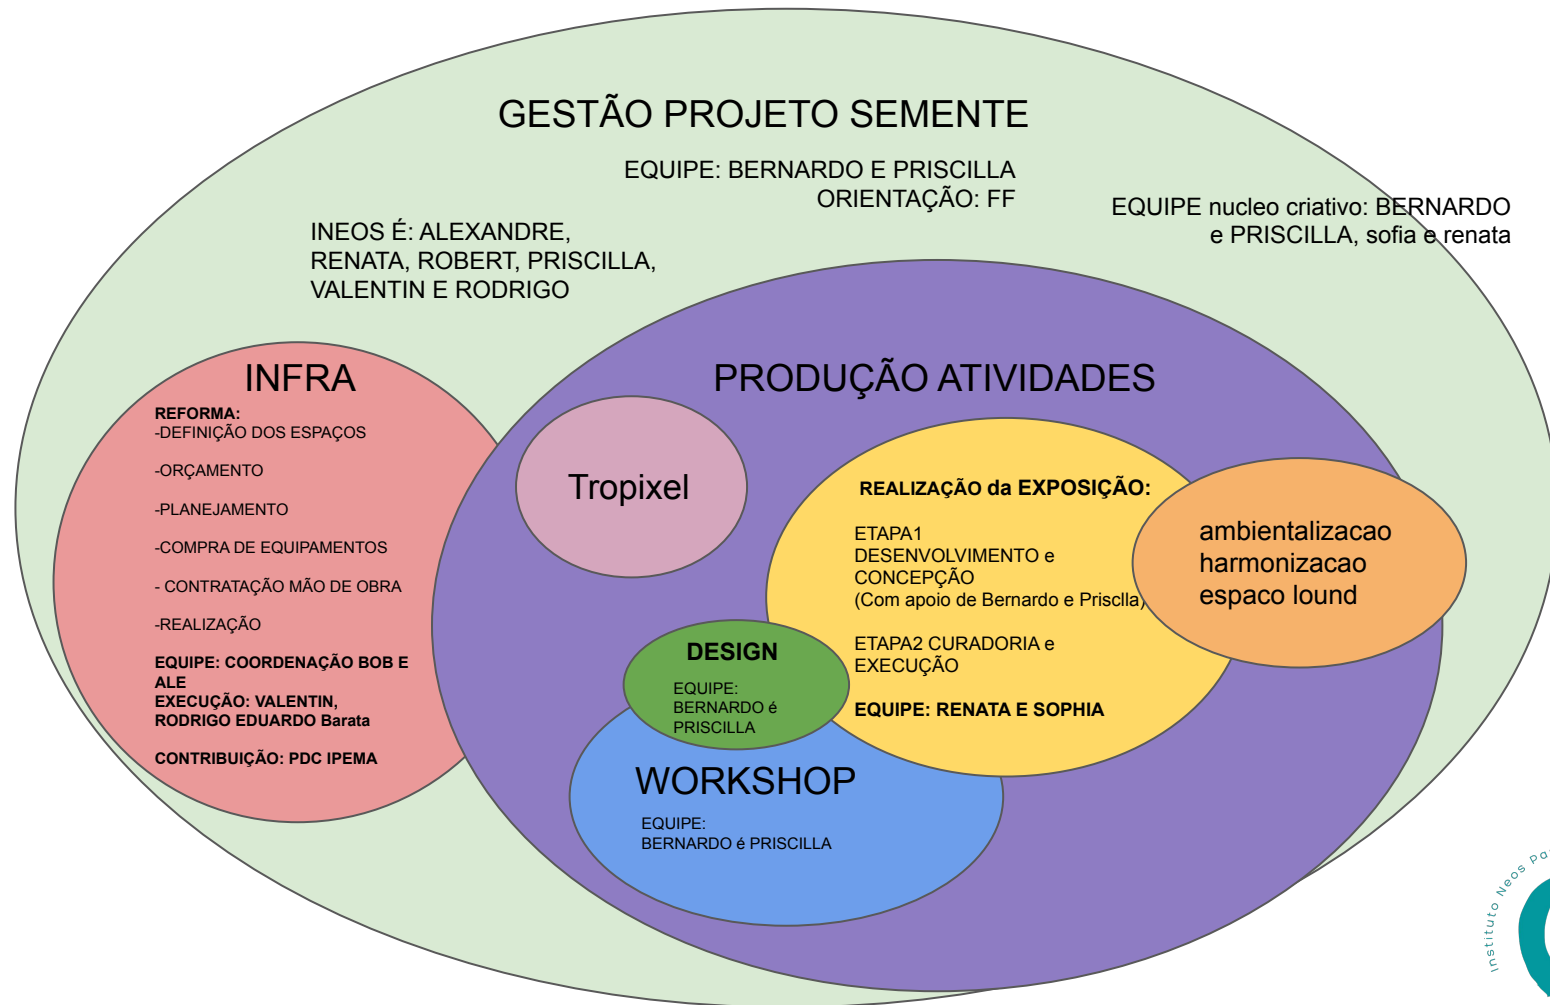 GESTÃO PROJETO SEMENTE
EQUIPE: BERNARDO E PRISCILLA
ORIENTAÇÃO: FF
EQUIPE nucleo criativo: BERNARDO
e PRISCILLA, sofia e renata
INEOS É: ALEXANDRE,
RENATA, ROBERT, PRISCILLA,
VALENTIN E RODRIGO
INFRA
REFORMA:
-DEFINIÇÃO DOS ESPAÇOS
-ORÇAMENTO
-PLANEJAMENTO
-COMPRA DE EQUIPAMENTOS
- CONTRATAÇÃO MÃO DE OBRA
-REALIZAÇÃO
EQUIPE: COORDENAÇÃO BOB E
ALE
EXECUÇÃO: VALENTIN,
RODRIGO EDUARDO Barata
CONTRIBUIÇÃO: PDC IPEMA
PRODUÇÃO ATIVIDADES
Tropixel
REALIZAÇÃO da EXPOSIÇÃO:
ETAPA1
DESENVOLVIMENTO e
CONCEPÇÃO
(Com apoio de Bernardo e Prisclla)
ETAPA2 CURADORIA e
EXECUÇÃO
EQUIPE: RENATA E SOPHIA
ambientalizacao
harmonizacao
espaco lound
DESIGN
EQUIPE:
BERNARDO é
PRISCILLA
WORKSHOP
EQUIPE:
BERNARDO é PRISCILLA
Instituto Neos